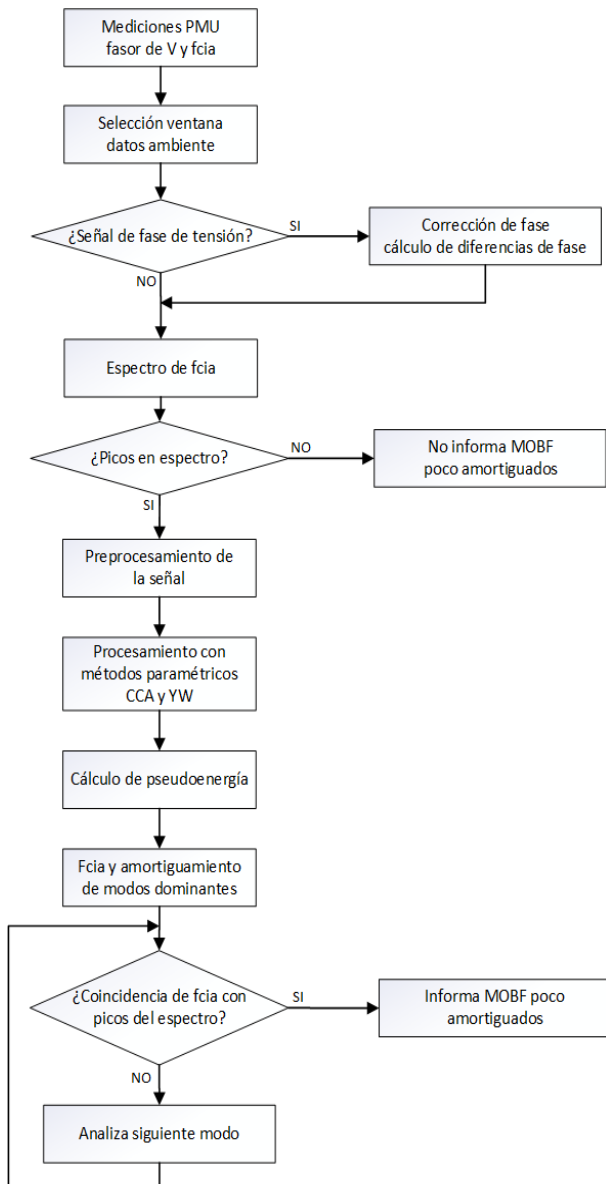 Mediciones PMU
fasor de V y fcia
Selección ventana
datos ambiente
¿Señal de fase de tensión?
SI
Corrección de fase
cálculo de diferencias de fase
NO
Espectro de fcia
¿Picos en espectro?
NO
No informa MOBF
poco amortiguados
SI
Preprocesamiento de
la señal
Procesamiento con
métodos paramétricos
CCA y YW
Cálculo de pseudoenergía
Fcia y amortiguamiento
de modos dominantes
¿Coincidencia de fcia con
picos del espectro?
SI
Informa MOBF poco
amortiguados
NO
Analiza siguiente modo